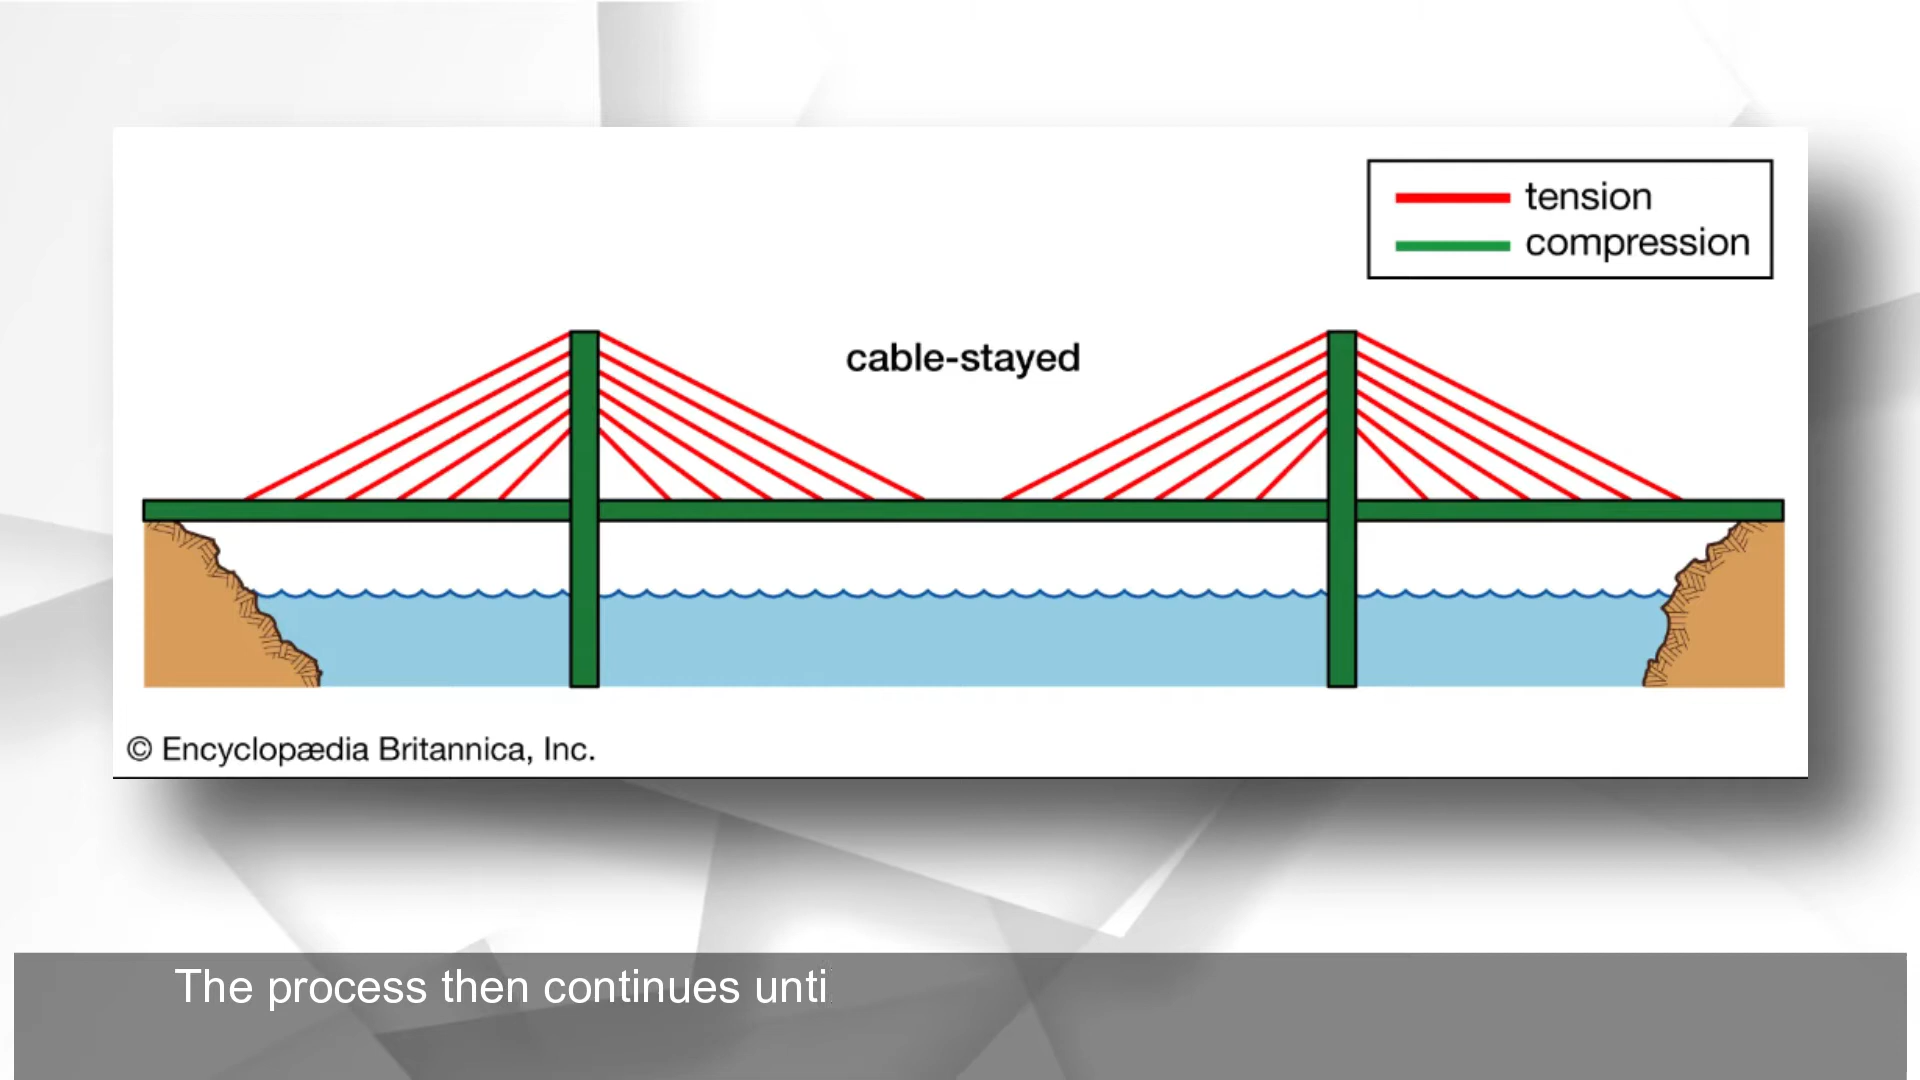 tension
compression
cable-stayed
© Encyclopædia Britannica, Inc.
The process then continues unti